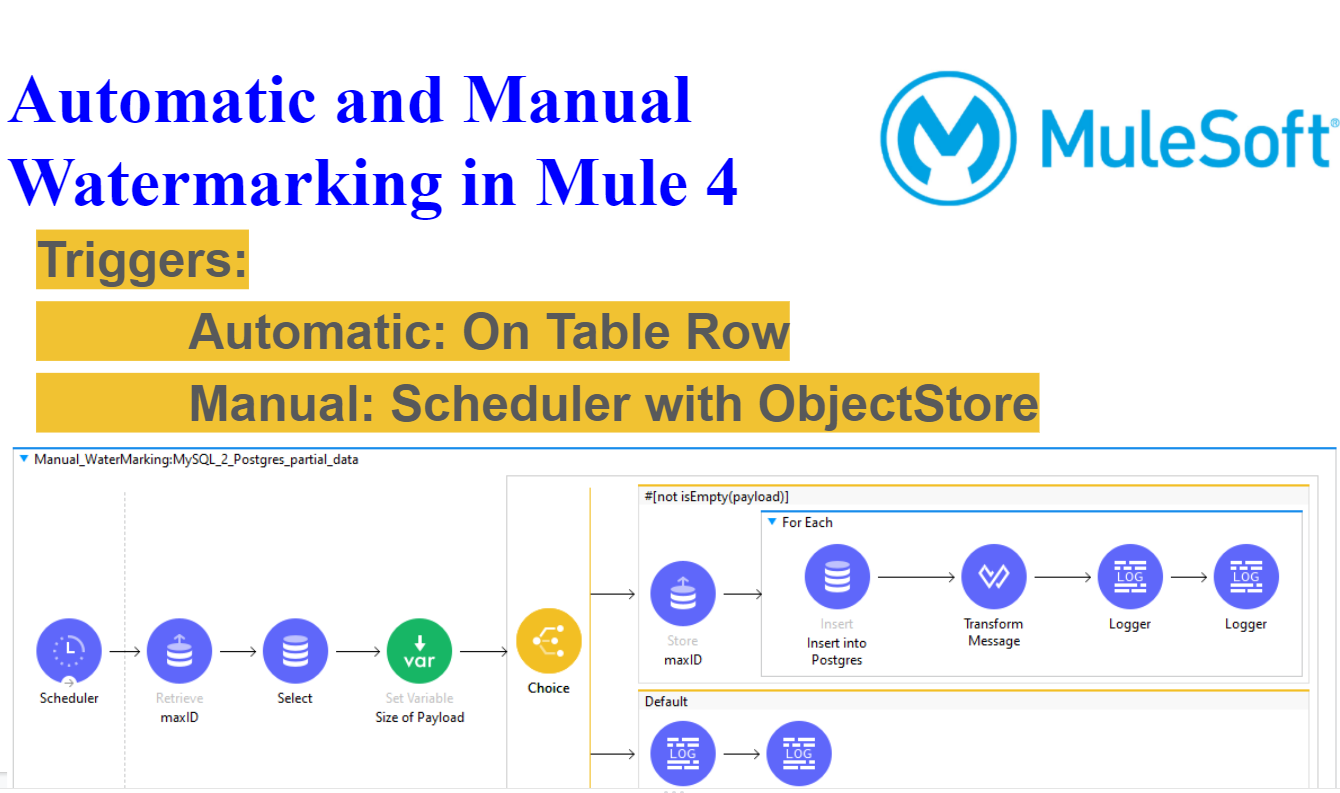 Automatic and Manual
Watermarking in Mule 4
MuleSoft®
Triggers:
Automatic: On Table Row
Manual: Scheduler with ObjectStore
Manual_WaterMarking:MySQL_2_Postgres_partial_data
#[not isEmpty(payload)]
For Each
LOG
LOG
Store
maxID
Insert
Insert into
Postgres
Transform
Message
Logger
Logger
var
Scheduler
Retrieve
maxID
Select
Set Variable
Size of Payload
Choice
Default
LOG
LOG